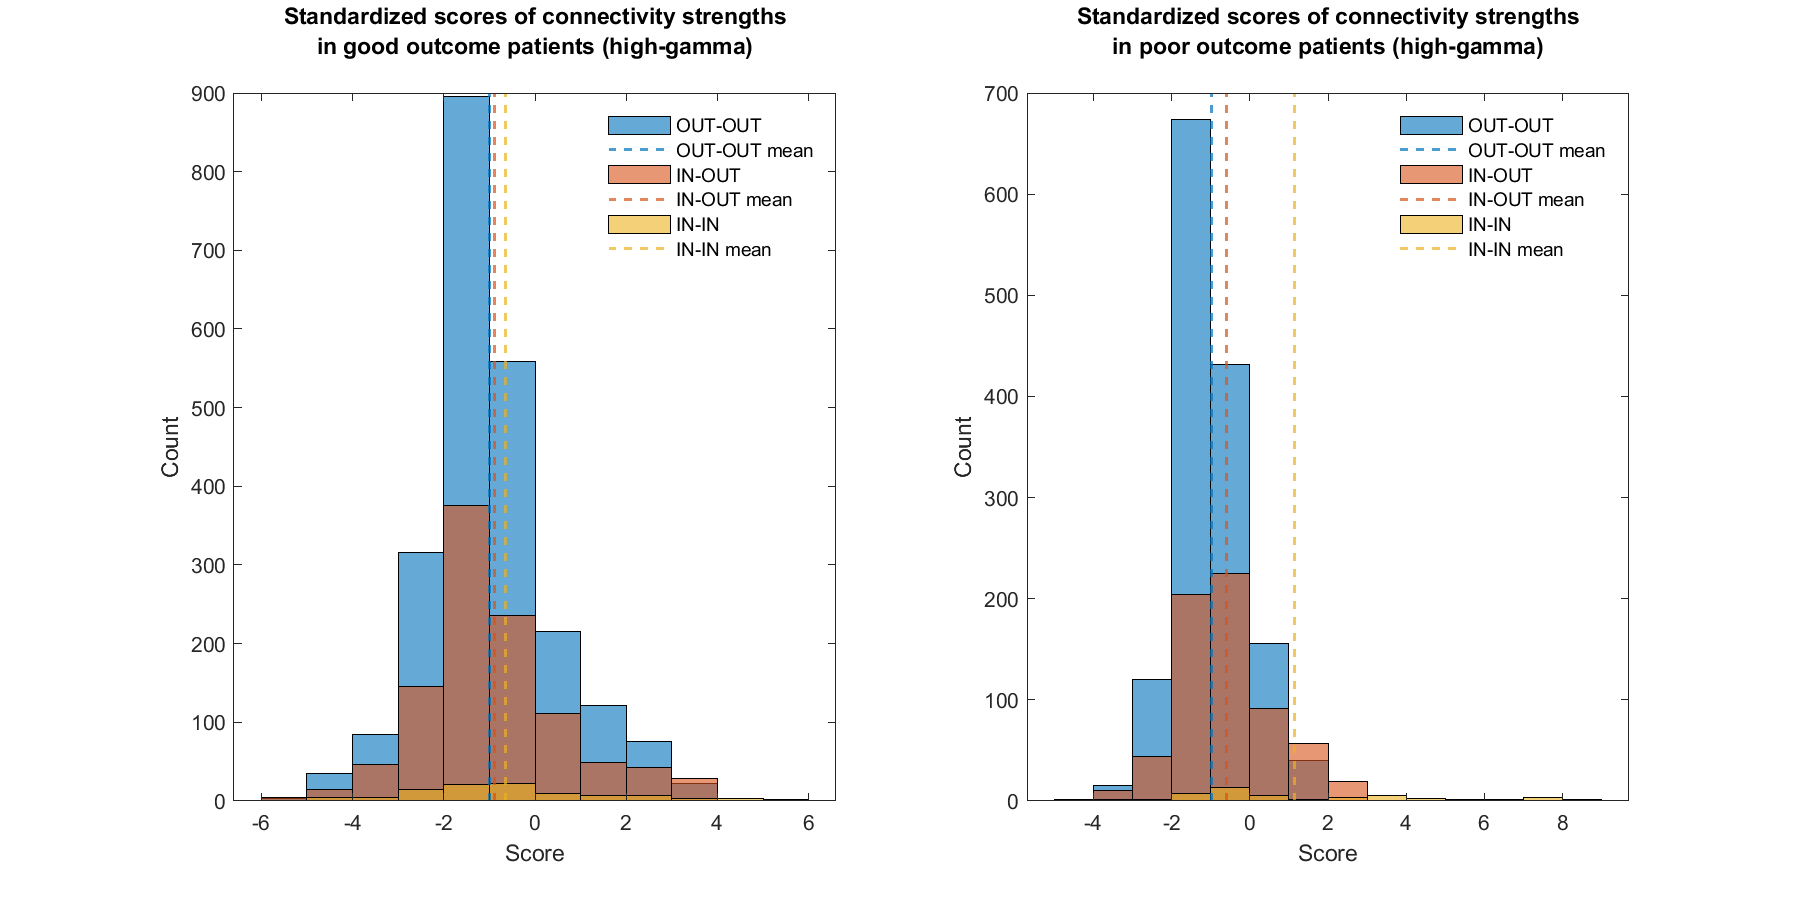 Standardized scores of connectivity strengths
in good outcome patients (high-gamma)
900
800
700
600
500
400
300
200
100
0
Count
-6
-4
-2
0
2
4
6
Score
OUT-OUT
OUT-OUT mean
IN-OUT
IN-OUT mean
IN-IN
IN-IN mean
Standardized scores of connectivity strengths
in poor outcome patients (high-gamma)
700
600
500
400
300
200
100
0
Count
-4
-2
0
2
4
6
8
Score
OUT-OUT
OUT-OUT mean
IN-OUT
IN-OUT mean
IN-IN
IN-IN mean